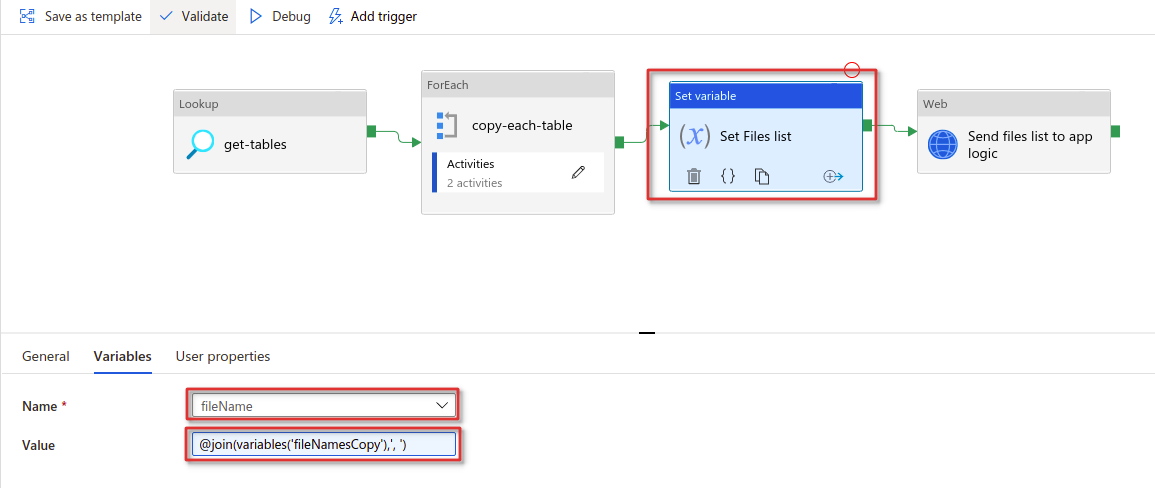 Save as template
Validate
Debug
Add trigger
Lookup
get-tables
ForEach
copy-each-table
Activities
2 activities
Set variable
(x) Set Files list
{}
Web
Send files list to app
logic
General
Variables
User properties
Name *
fileName
Value
@join(variables('fileNamesCopy'),', ')